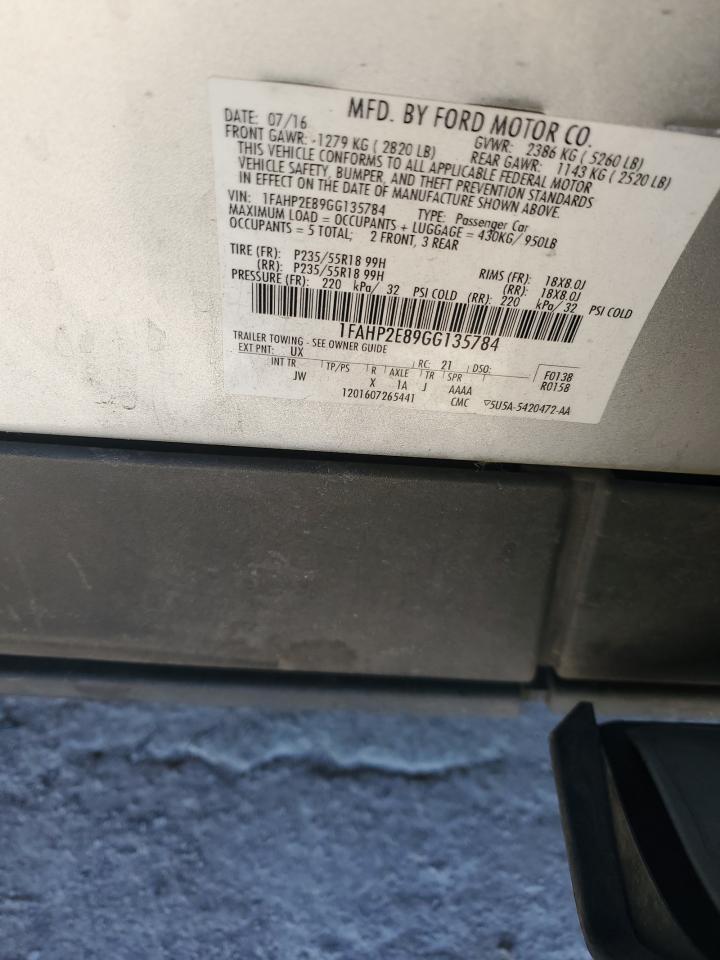 MFD. BY FORD MOTOR CO.
DATE: 07/16 GVWR: 2386 KG ( 5260 LB)
FRONT GAWR: -1279 KG ( 2820 LB) REAR GAWR: 1143 KG ( 2520 LB)
THIS VEHICLE CONFORMS TO ALL APPLICABLE FEDERAL MOTOR
VEHICLE SAFETY, BUMPER, AND THEFT PREVENTION STANDARDS
IN EFFECT ON THE DATE OF MANUFACTURE SHOWN ABOVE.
VIN: 1FAHP2E89GG135784 TYPE: Passenger Car
MAXIMUM LOAD = OCCUPANTS + LUGGAGE = 430KG/ 950LB
OCCUPANTS = 5 TOTAL; 2 FRONT, 3 REAR
TIRE (FR): P235/55R18 99H RIMS (FR): 18X8.0J
(RR): P235/55R18 99H (RR): 18X8.0J
PRESSURE (FR): 220 kPa/ 32 PSI COLD (RR): 220 kPa/ 32 PSI COLD
1FAHP2E89GG135784
TRAILER TOWING - SEE OWNER GUIDE
EXT PNT: UX RC: 21 DSO:
INT TR TP/PS R AXLE TR SPR F0138
JW X 1A J AAAA R0158
1201607265441 CMC ▽5U5A-5420472-AA